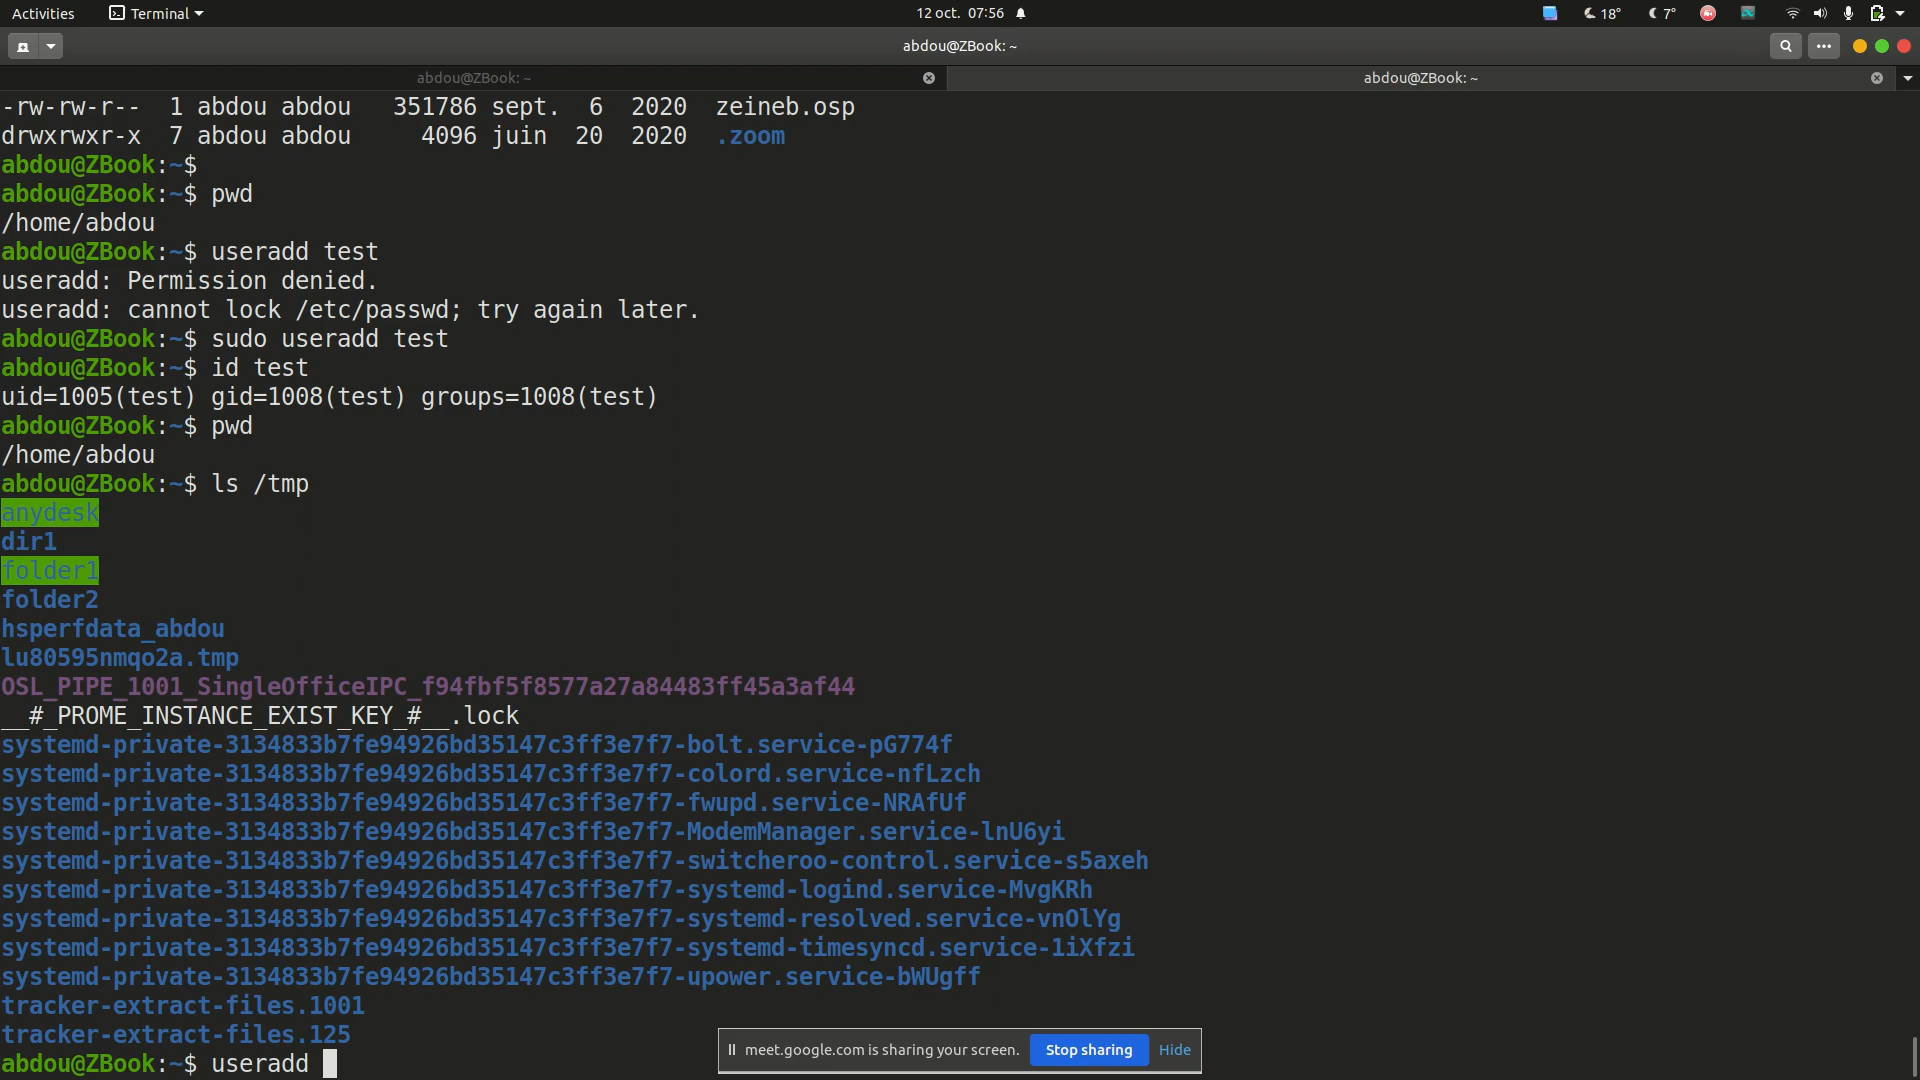 Activities Terminal 12 oct. 07:56 18° 7°
abdou@ZBook: ~
abdou@ZBook: ~ abdou@ZBook: ~
-rw-rw-r--  1 abdou abdou   351786 sept.  6  2020  zeineb.osp
drwxrwxr-x  7 abdou abdou     4096 juin  20  2020  .zoom
abdou@ZBook:~$
abdou@ZBook:~$ pwd
/home/abdou
abdou@ZBook:~$ useradd test
useradd: Permission denied.
useradd: cannot lock /etc/passwd; try again later.
abdou@ZBook:~$ sudo useradd test
abdou@ZBook:~$ id test
uid=1005(test) gid=1008(test) groups=1008(test)
abdou@ZBook:~$ pwd
/home/abdou
abdou@ZBook:~$ ls /tmp
anydesk
dir1
folder1
folder2
hsperfdata_abdou
lu80595nmqo2a.tmp
OSL_PIPE_1001_SingleOfficeIPC_f94fbf5f8577a27a84483ff45a3af44
__#_PROME_INSTANCE_EXIST_KEY_#__.lock
systemd-private-3134833b7fe94926bd35147c3ff3e7f7-bolt.service-pG774f
systemd-private-3134833b7fe94926bd35147c3ff3e7f7-colord.service-nfLzch
systemd-private-3134833b7fe94926bd35147c3ff3e7f7-fwupd.service-NRAfUf
systemd-private-3134833b7fe94926bd35147c3ff3e7f7-ModemManager.service-lnU6yi
systemd-private-3134833b7fe94926bd35147c3ff3e7f7-switcheroo-control.service-s5axeh
systemd-private-3134833b7fe94926bd35147c3ff3e7f7-systemd-logind.service-MvgKRh
systemd-private-3134833b7fe94926bd35147c3ff3e7f7-systemd-resolved.service-vnOlYg
systemd-private-3134833b7fe94926bd35147c3ff3e7f7-systemd-timesyncd.service-1iXfzi
systemd-private-3134833b7fe94926bd35147c3ff3e7f7-upower.service-bWUgff
tracker-extract-files.1001
tracker-extract-files.125
abdou@ZBook:~$ useradd
meet.google.com is sharing your screen. Stop sharing Hide